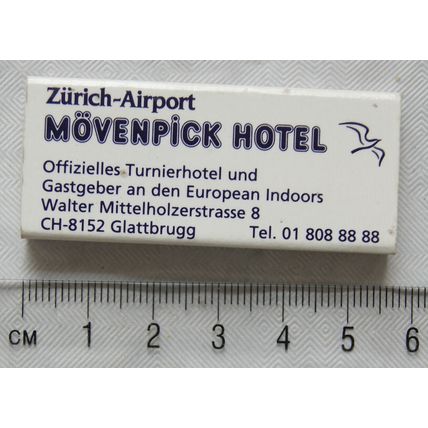 Zürich-Airport
MÖVENPICK HOTEL
Offizielles Turnierhotel und
Gastgeber an den European Indoors
Walter Mittelholzerstrasse 8
CH-8152 Glattbrugg Tel. 01 808 88 88
CM 1 2 3 4 5 6